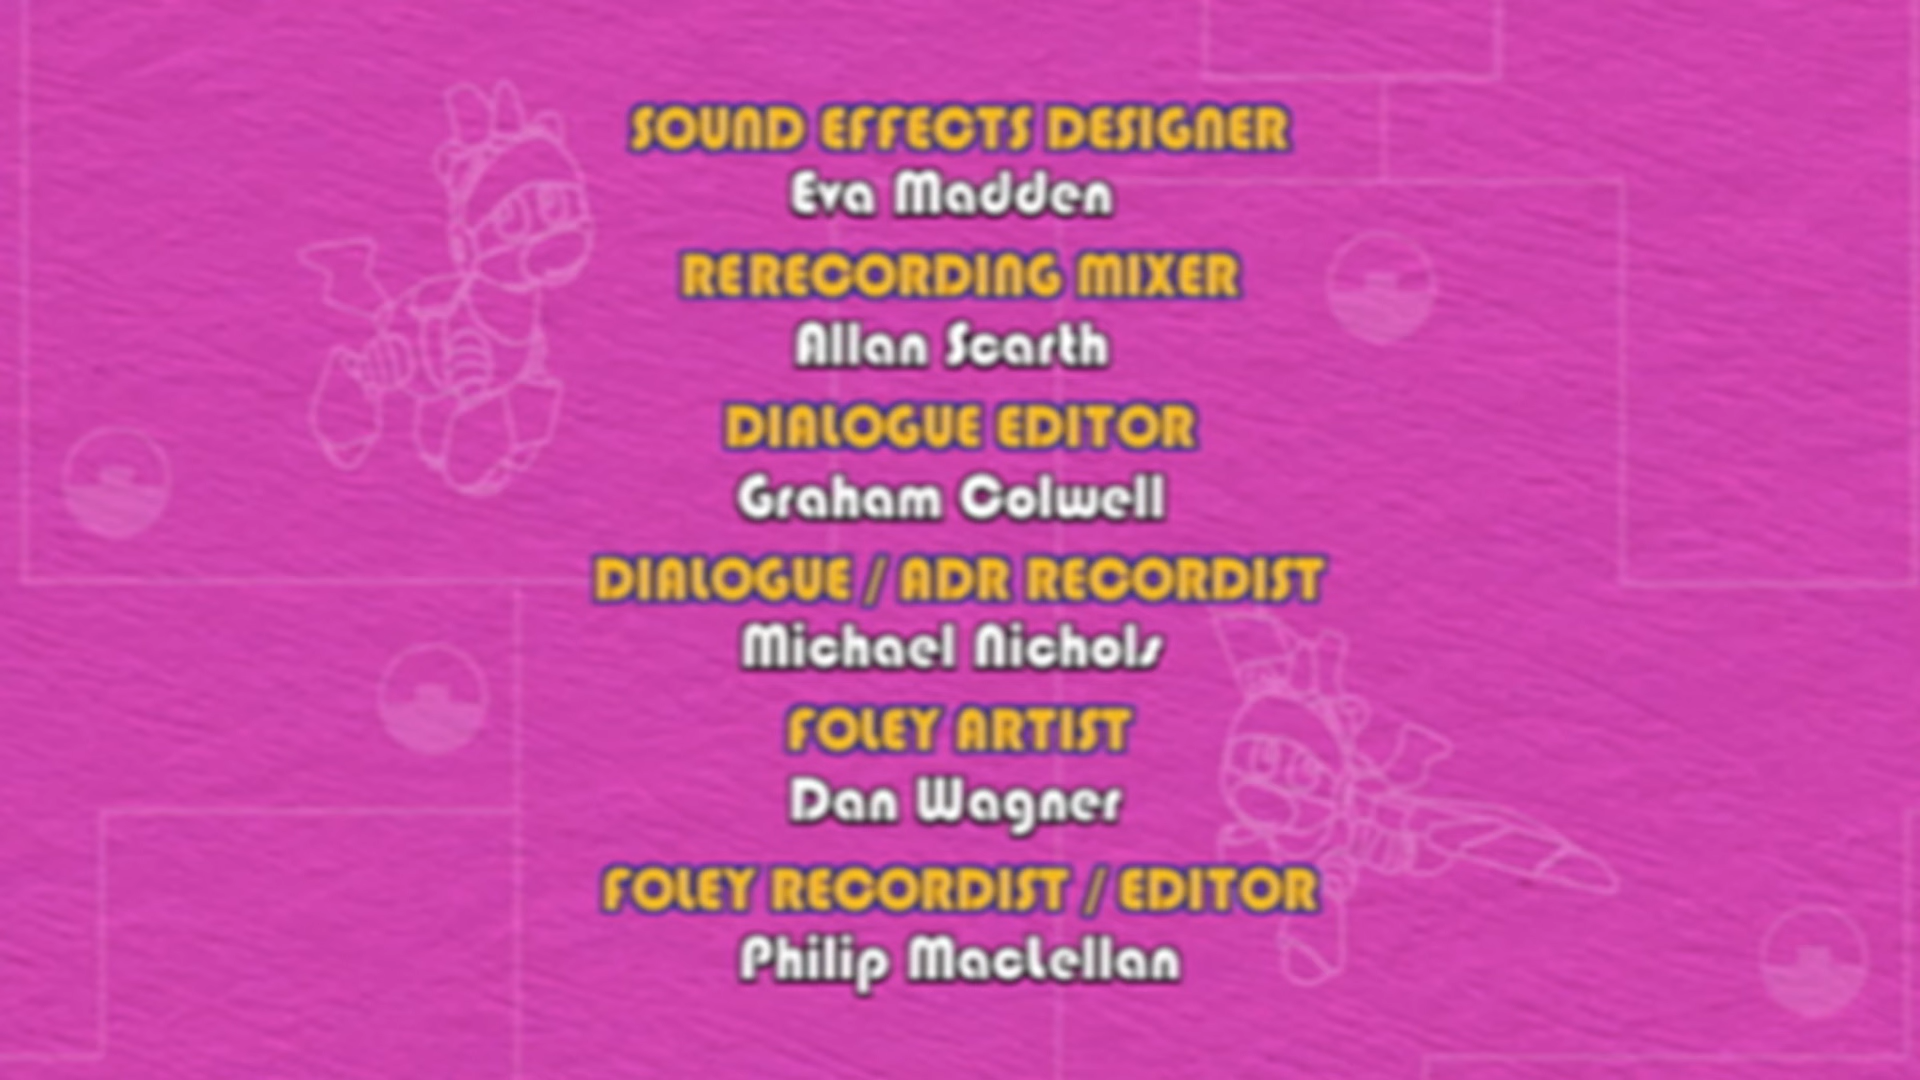 SOUND EFFECTS DESIGNER
Eva Madden
RERECORDING MIXER
Allan Scarth
DIALOGUE EDITOR
Graham Colwell
DIALOGUE / ADR RECORDIST
Michael Nichols
FOLEY ARTIST
Dan Wagner
FOLEY RECORDIST / EDITOR
Philip MacLellan